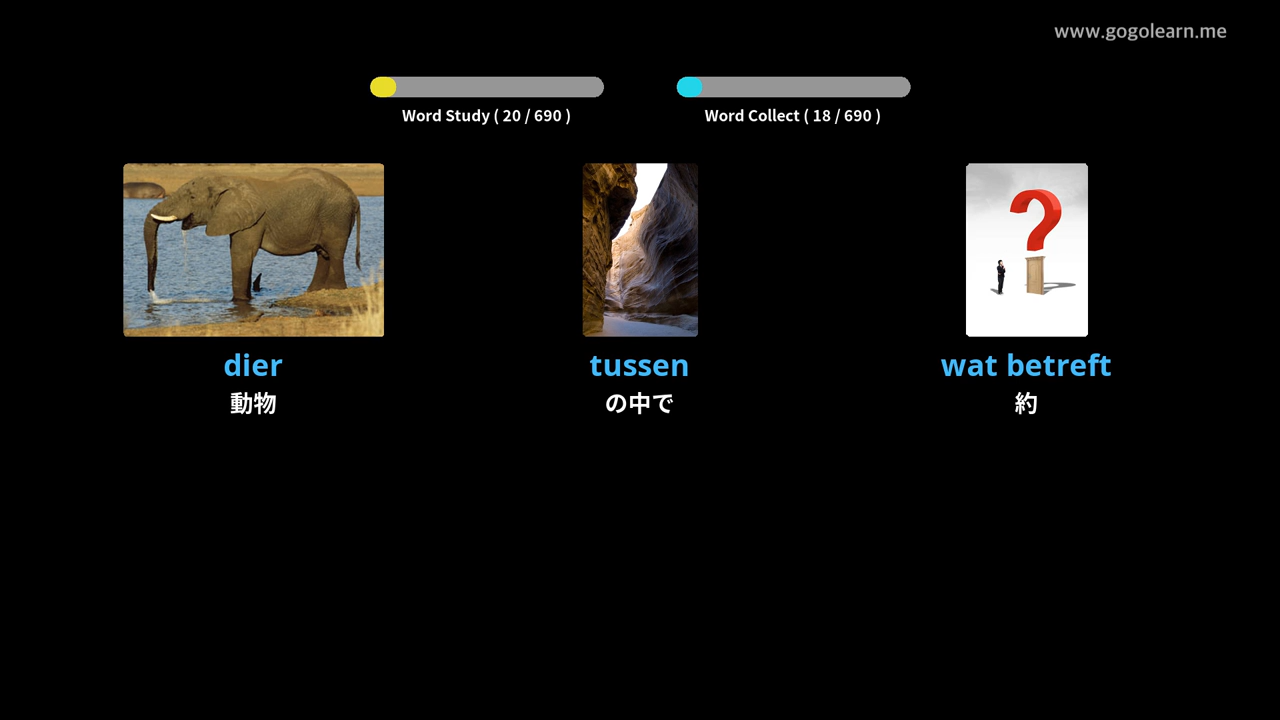 www.gogolearn.me
Word Study ( 20 / 690 )
Word Collect ( 18 / 690 )
dier
tussen
wat betreft
動物
の中で
約